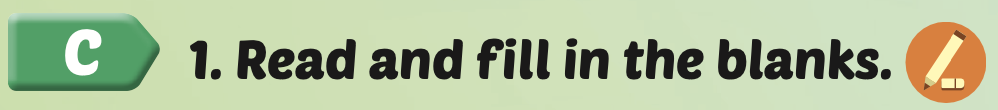 C 1. Read and fill in the blanks.